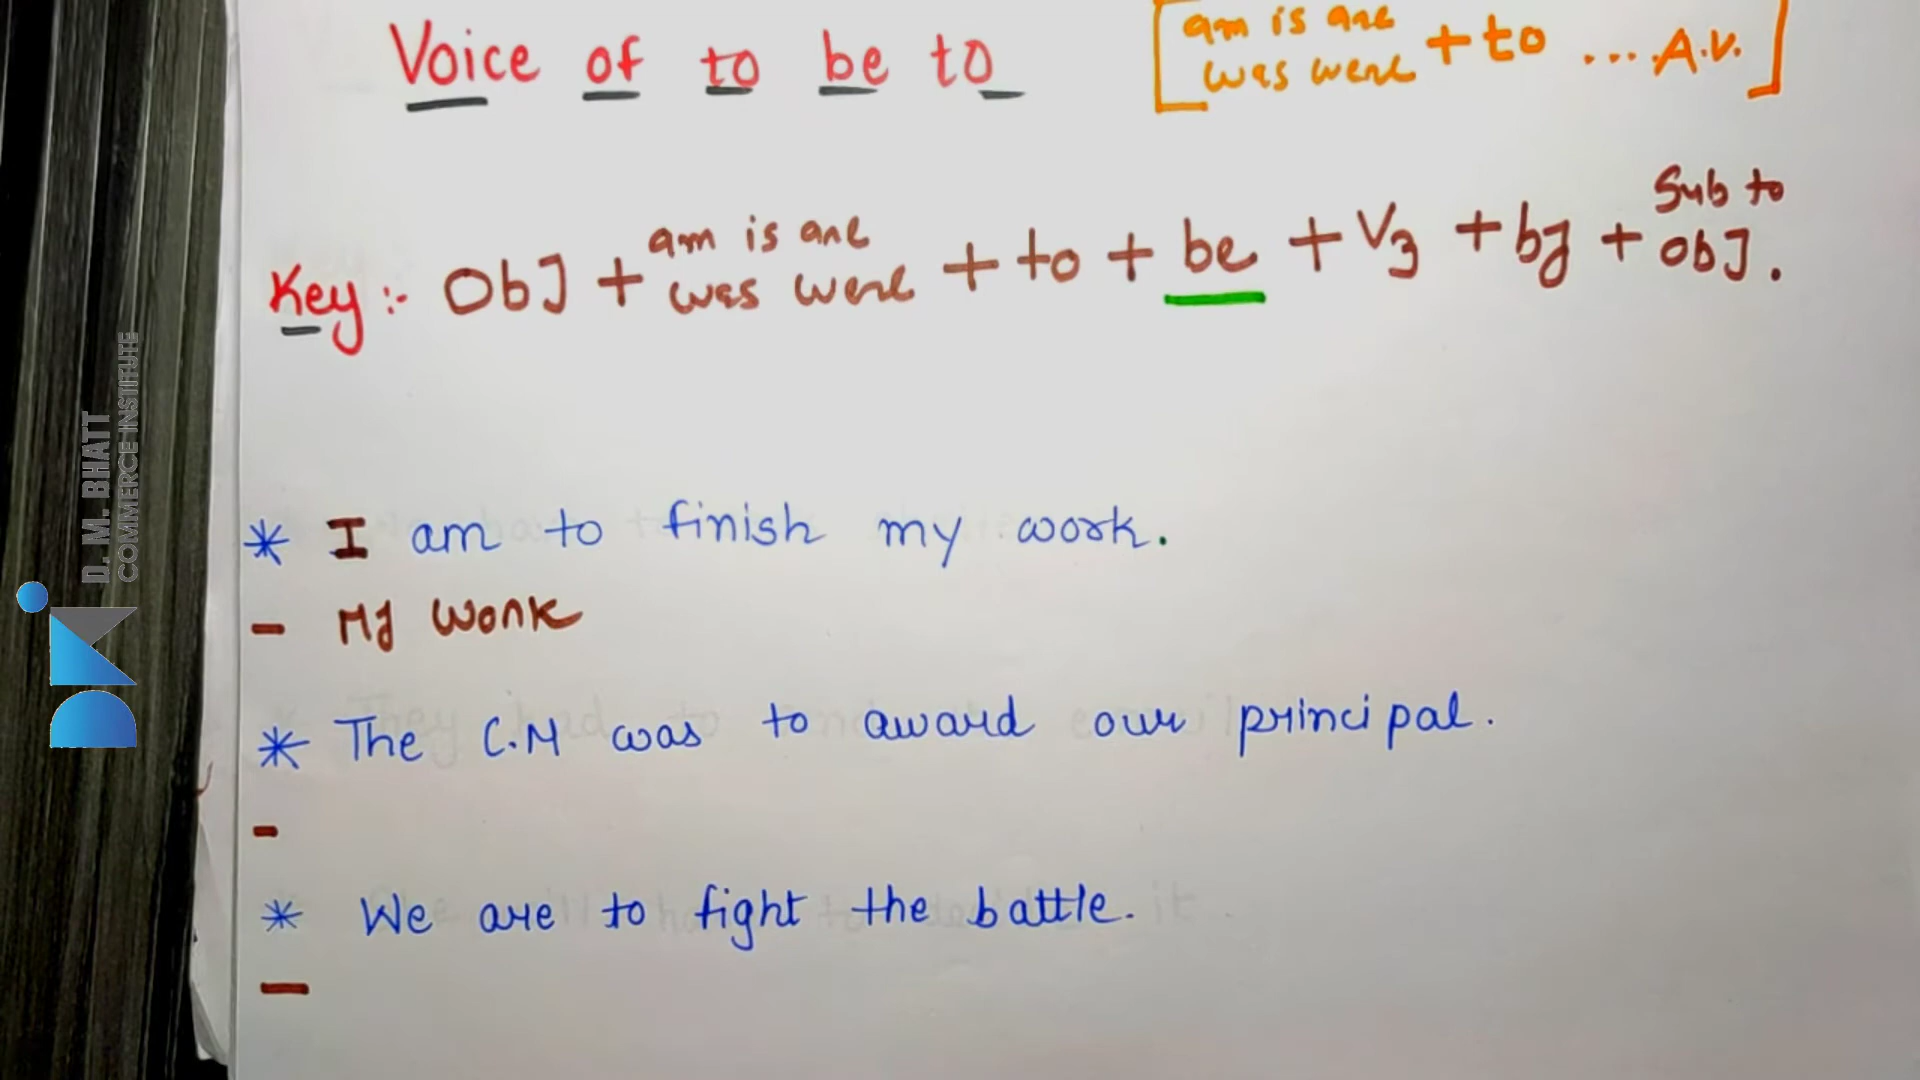 Voice of to be to
[am is are
was were + to ... A.V.]
Key :- Obj + am is are
was were + to + be + V3 + by + Sub to
obj.
* I am to finish my work.
- My Work
* The C.M was to award our principal.
-
* We are to fight the battle.
-
D. M. BHATT
COMMERCE INSTITUTE